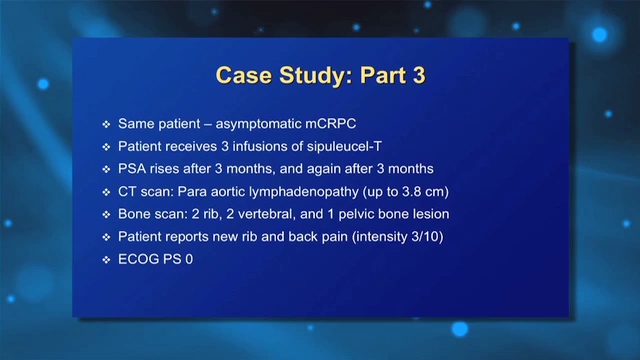 Case Study: Part 3
❖ Same patient – asymptomatic mCRPC
❖ Patient receives 3 infusions of sipuleucel-T
❖ PSA rises after 3 months, and again after 3 months
❖ CT scan: Para aortic lymphadenopathy (up to 3.8 cm)
❖ Bone scan: 2 rib, 2 vertebral, and 1 pelvic bone lesion
❖ Patient reports new rib and back pain (intensity 3/10)
❖ ECOG PS 0